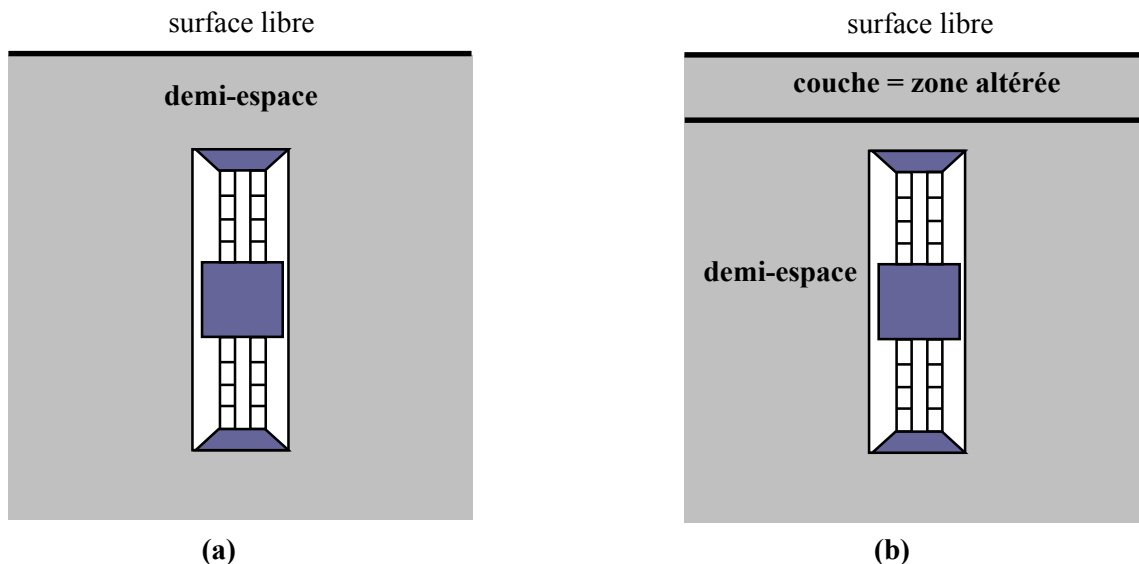 surface libre
demi-espace
(a)
surface libre
couche = zone altérée
demi-espace
(b)